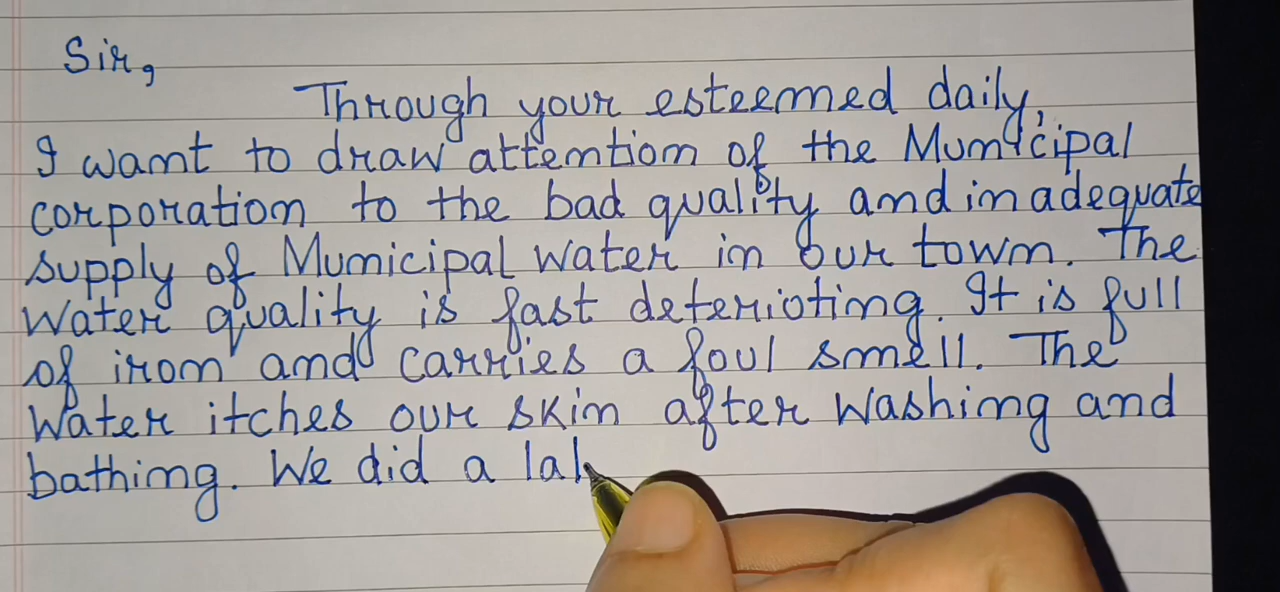 Sir,
Through your esteemed daily,
I want to draw attention of the Municipal
corporation to the bad quality and inadequate
supply of Municipal water in our town. The
water quality is fast deterioting. It is full
of iron and carries a foul smell. The
water itches our skin after washing and
bathing. We did a